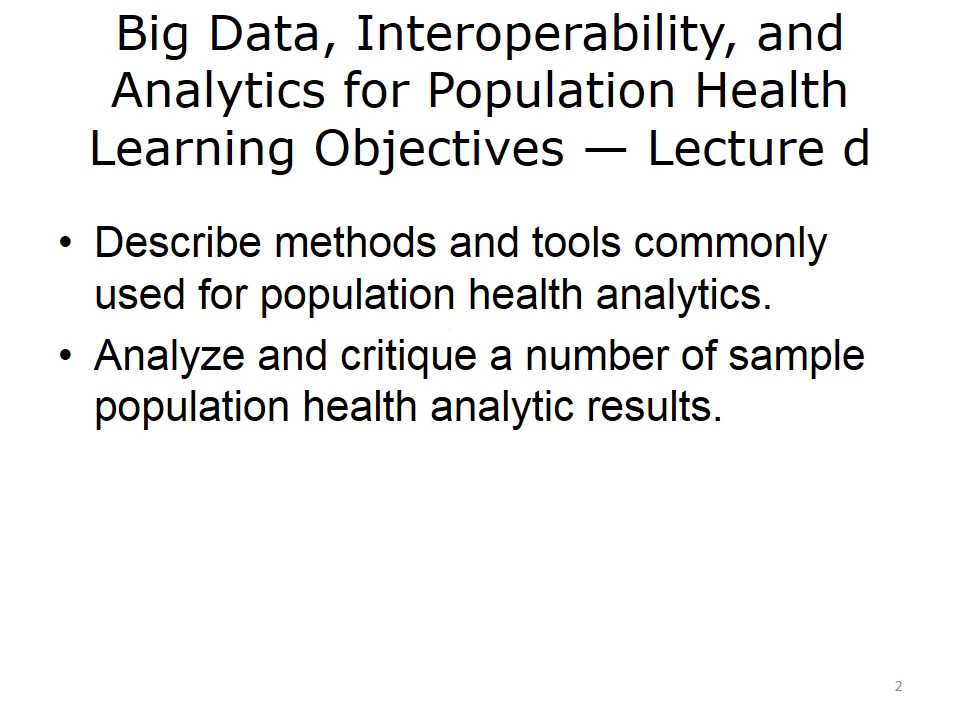 Big Data, Interoperability, and
Analytics for Population Health
Learning Objectives — Lecture d
• Describe methods and tools commonly
used for population health analytics.
• Analyze and critique a number of sample
population health analytic results.
2